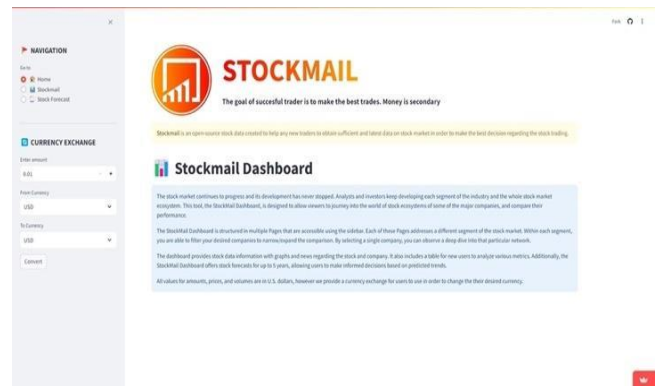 Fork
NAVIGATION
Go to
Home
Stockmail
Stock Forecast
CURRENCY EXCHANGE
Enter amount
0.01
- +
From Currency
USD
To Currency
USD
Convert
STOCKMAIL
The goal of succesful trader is to make the best trades. Money is secondary
Stockmail is an open-source stock data created to help any new traders to obtain sufficient and latest data on stock market in order to make the best decision regarding the stock trading.
Stockmail Dashboard
The stock market continues to progress and its development has never stopped. Analysts and investors keep developing each segment of the industry and the whole stock market
ecosystem. This tool, the StockMail Dashboard, is designed to allow viewers to journey into the world of stock ecosystems of some of the major companies, and compare their
performance.
The StockMail Dashboard is structured in multiple Pages that are accessible using the sidebar. Each of these Pages addresses a different segment of the stock market. Within each segment,
you are able to filter your desired companies to narrow/expand the comparison. By selecting a single company, you can observe a deep dive into that particular network.
The dashboard provides stock data information with graphs and news regarding the stock and company. It also includes a bible for new users to analyze various metrics. Additionally, the
StockMail Dashboard offers stock forecasts for up to 5 years, allowing users to make informed decisions based on predicted trends.
All values for amounts, prices, and volumes are in U.S. dollars, however we provide a currency exchange for users to use in order to change the their desired currency.